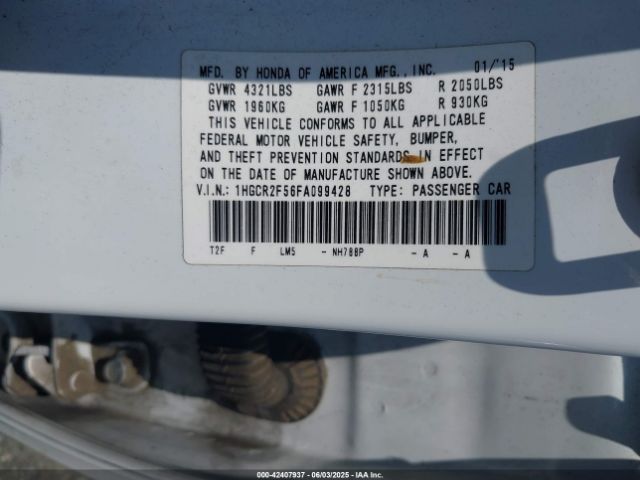 MFD. BY HONDA OF AMERICA MFG., INC. 01/'15
GVWR 4321LBS GAWR F 2315LBS R 2050LBS
GVWR 1960KG GAWR F 1050KG R 930KG
THIS VEHICLE CONFORMS TO ALL APPLICABLE
FEDERAL MOTOR VEHICLE SAFETY, BUMPER,
AND THEFT PREVENTION STANDARDS IN EFFECT
ON THE DATE OF MANUFACTURE SHOWN ABOVE.
V.I.N.: 1HGCR2F56FA099428 TYPE: PASSENGER CAR
T2F F LM5 - NH788P - A - A
000-42407937 - 06/03/2025 - IAA Inc.